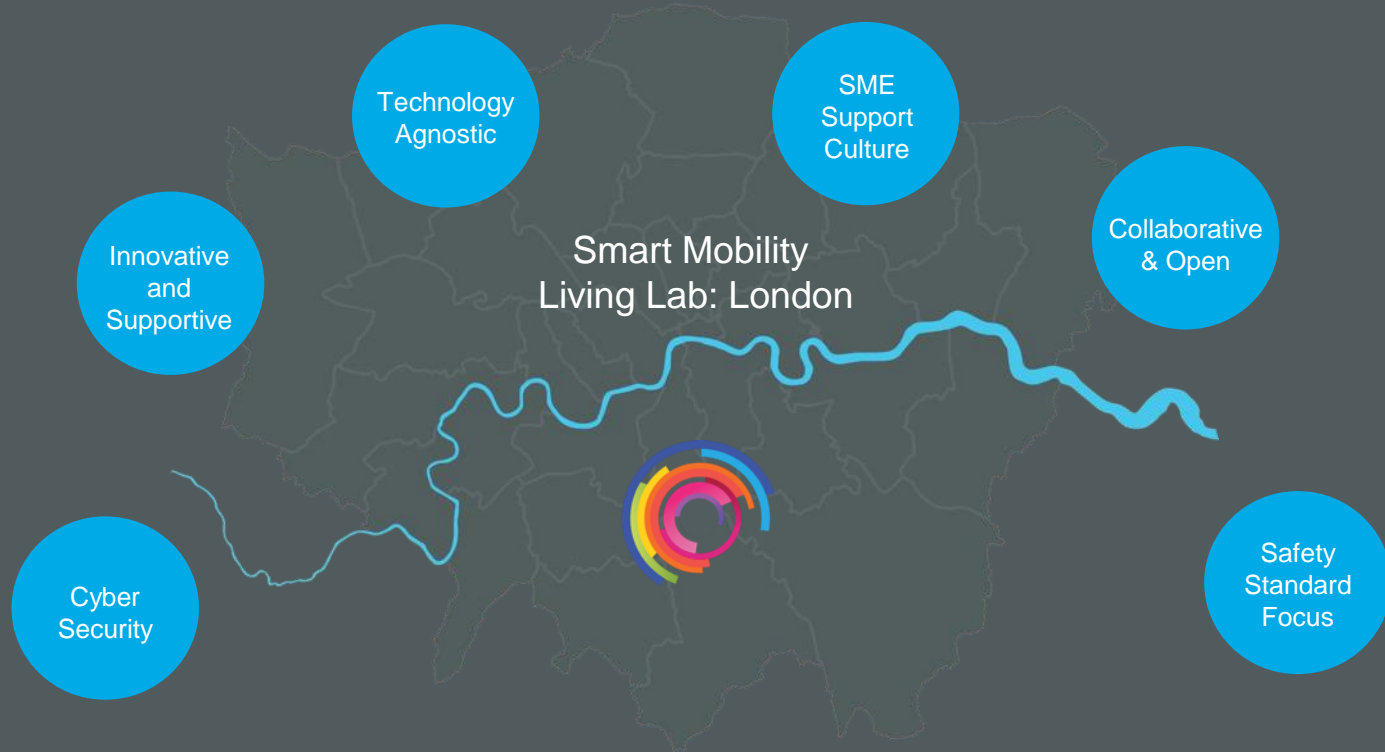 Technology
Agnostic
SME
Support
Culture
Innovative
and
Supportive
Smart Mobility
Living Lab: London
Collaborative
& Open
Cyber
Security
Safety
Standard
Focus